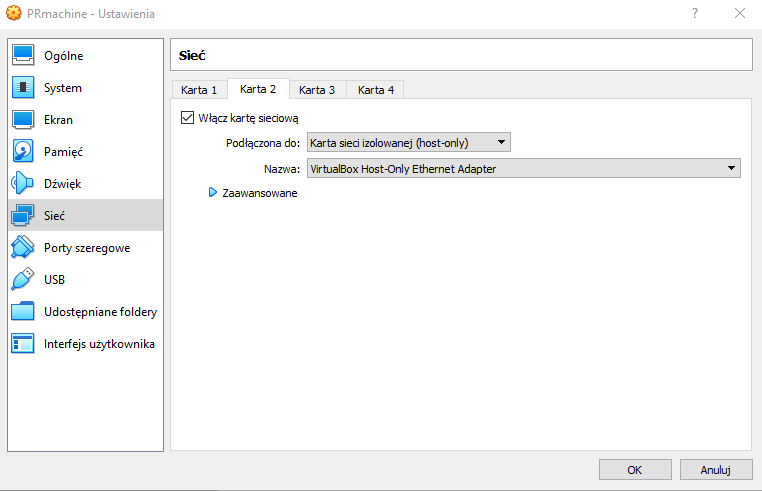 PRmachine - Ustawienia
Ogólne
System
Ekran
Pamięć
Dźwięk
Sieć
Porty szeregowe
USB
Udostępniane foldery
Interfejs użytkownika
Sieć
Karta 1 Karta 2 Karta 3 Karta 4
Włącz kartę sieciową
Podłączona do: Karta sieci izolowanej (host-only)
Nazwa: VirtualBox Host-Only Ethernet Adapter
Zaawansowane
OK Anuluj